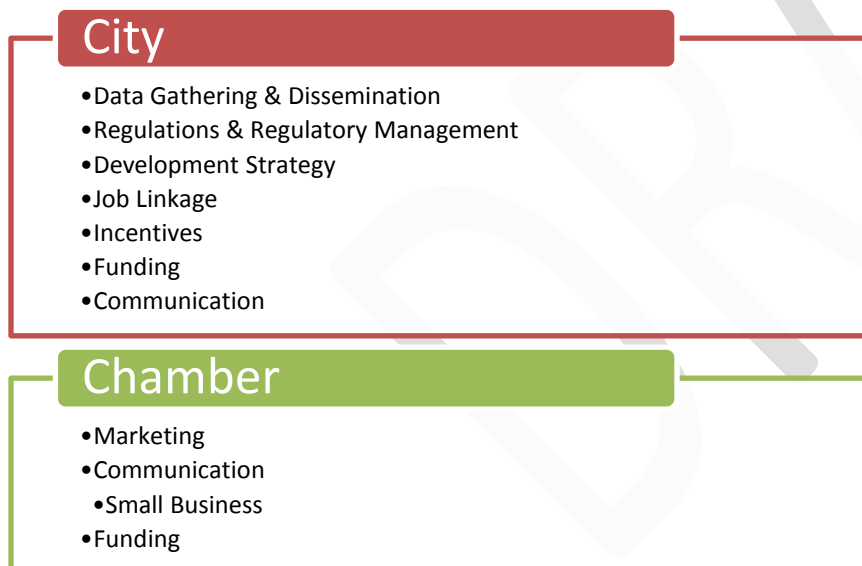 City
•Data Gathering & Dissemination
•Regulations & Regulatory Management
•Development Strategy
•Job Linkage
•Incentives
•Funding
•Communication
Chamber
•Marketing
•Communication
•Small Business
•Funding